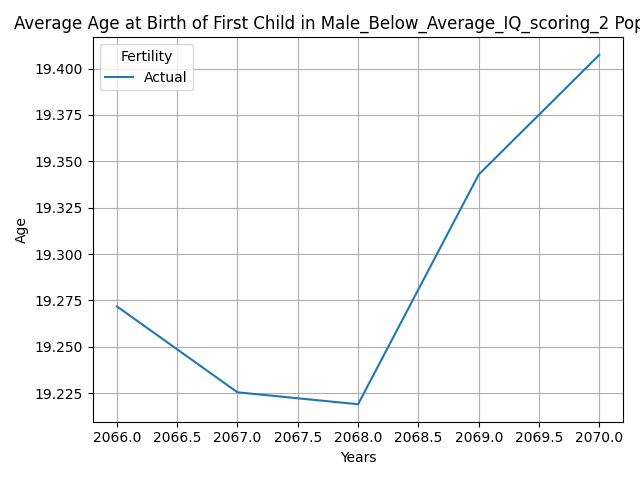 Average Age at Birth of First Child in Male_Below_Average_IQ_scoring_2 Pop
Fertility
Actual
19.400
19.375
19.350
19.325
19.300
19.275
19.250
19.225
Age
2066.0 2066.5 2067.0 2067.5 2068.0 2068.5 2069.0 2069.5 2070.0
Years